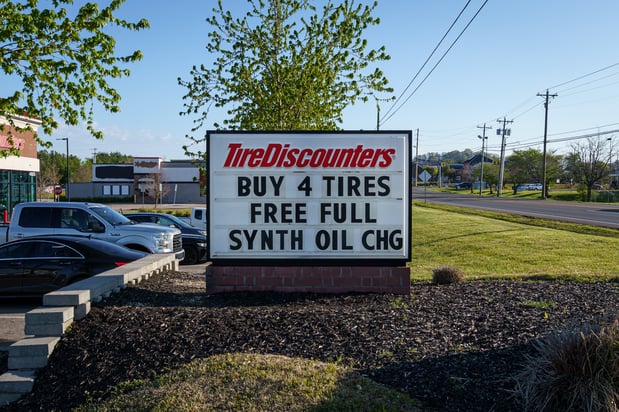 TireDiscounters
BUY 4 TIRES
FREE FULL
SYNTH OIL CHG